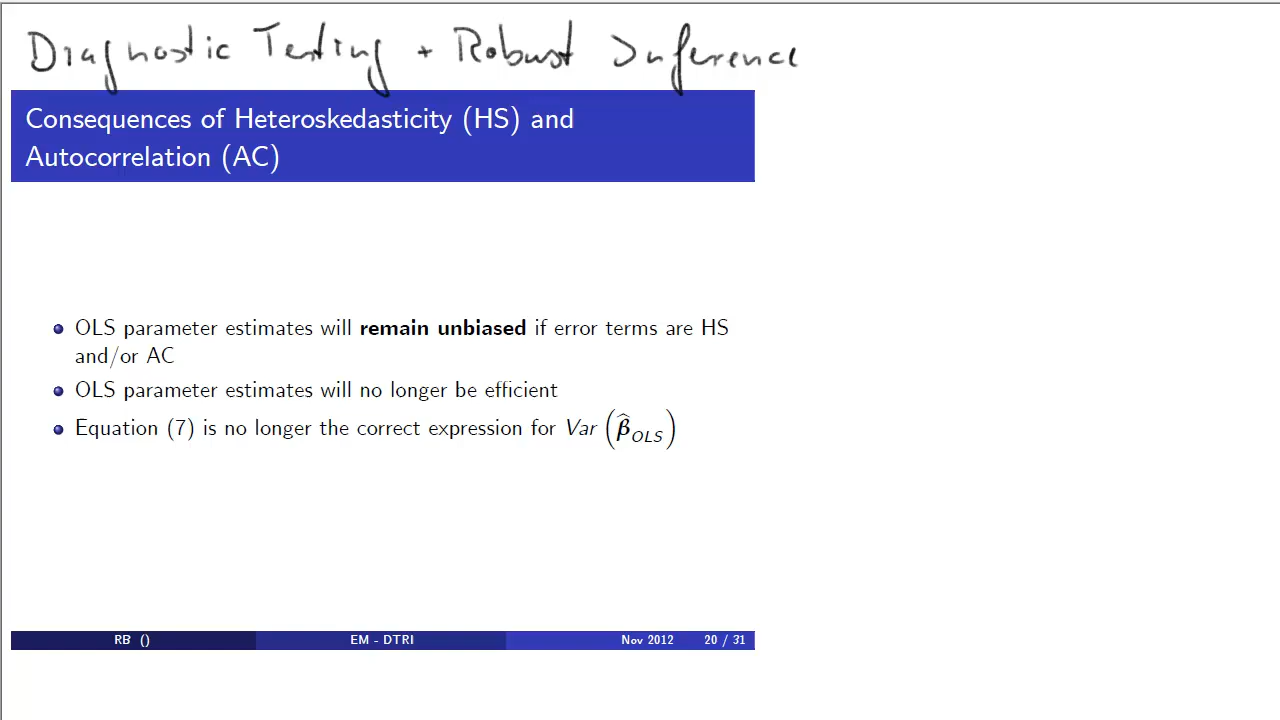 Diagnostic Testing + Robust Inference
Consequences of Heteroskedasticity (HS) and
Autocorrelation (AC)
OLS parameter estimates will remain unbiased if error terms are HS
and/or AC
OLS parameter estimates will no longer be efficient
Equation (7) is no longer the correct expression for Var (β̂_OLS)
RB () EM - DTRI Nov 2012 20 / 31